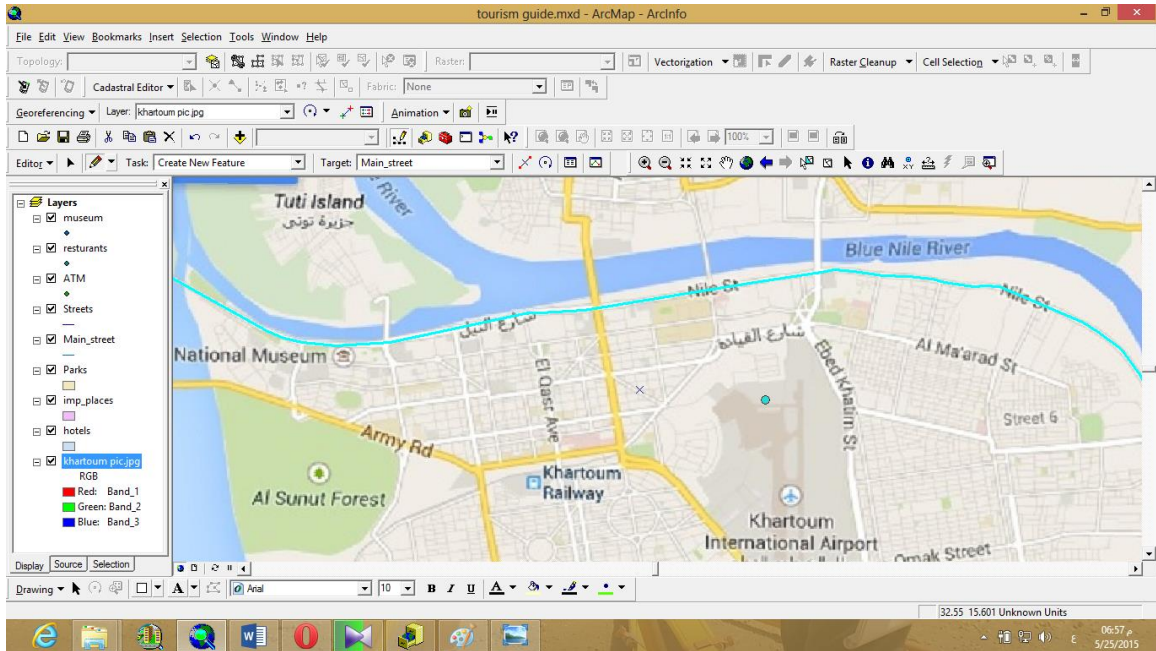 tourism guide.mxd - ArcMap - ArcInfo
File Edit View Bookmarks Insert Selection Tools Window Help
Topology: Raster: Vectorization Raster Cleanup Cell Selection
Cadastral Editor Fabric: None
Georeferencing Layer: khartoum pic.jpg Animation
100%
Editor Task: Create New Feature Target: Main_street
Layers
museum
resturants
ATM
Streets
Main_street
Parks
imp_places
hotels
khartoum pic.jpg
RGB
Red: Band_1
Green: Band_2
Blue: Band_3
Display Source Selection
Tuti Island
جزيرة توتي
River
Blue Nile River
Nile St
Nile St
شارع النيل
شارع القيادة
National Museum
El Qasr Ave
Ebed Khatim St
Al Ma'arad St
Street 6
Army Rd
Al Sunut Forest
Khartoum
Railway
Khartoum
International Airport
Omak Street
Drawing A Arial 10 B I U A
32.55 15.601 Unknown Units
06:57 م
ع
5/25/2015